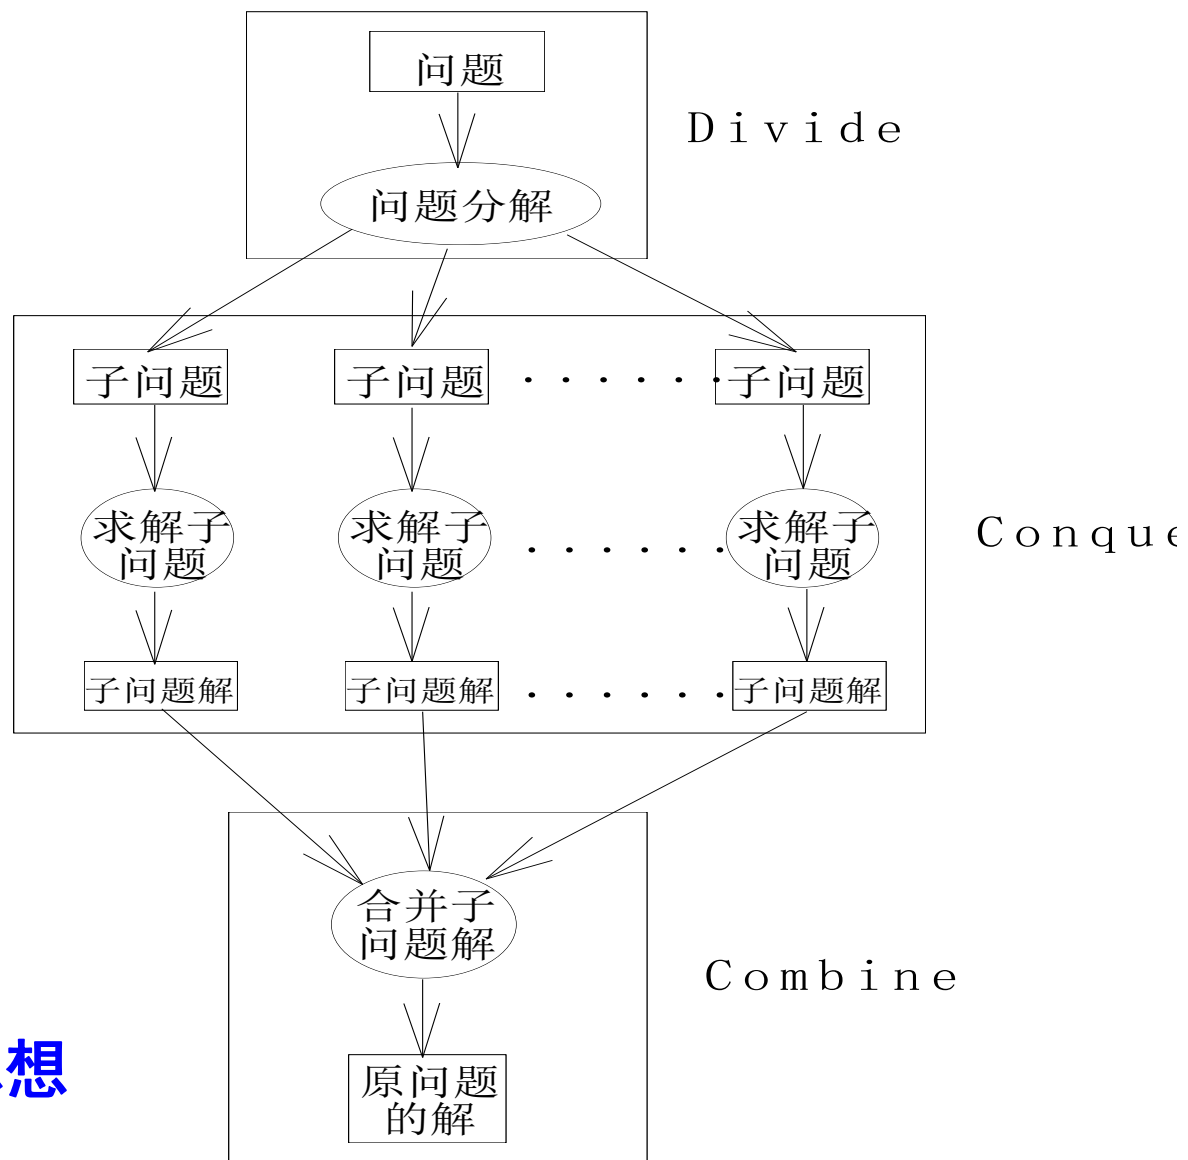 问题
Divide
问题分解
子问题 子问题 ······ 子问题
求解子 求解子 求解子
问题 问题 ······ 问题
Conque
子问题解 子问题解 ······ 子问题解
合并子
问题解
Combine
原问题
的解
想